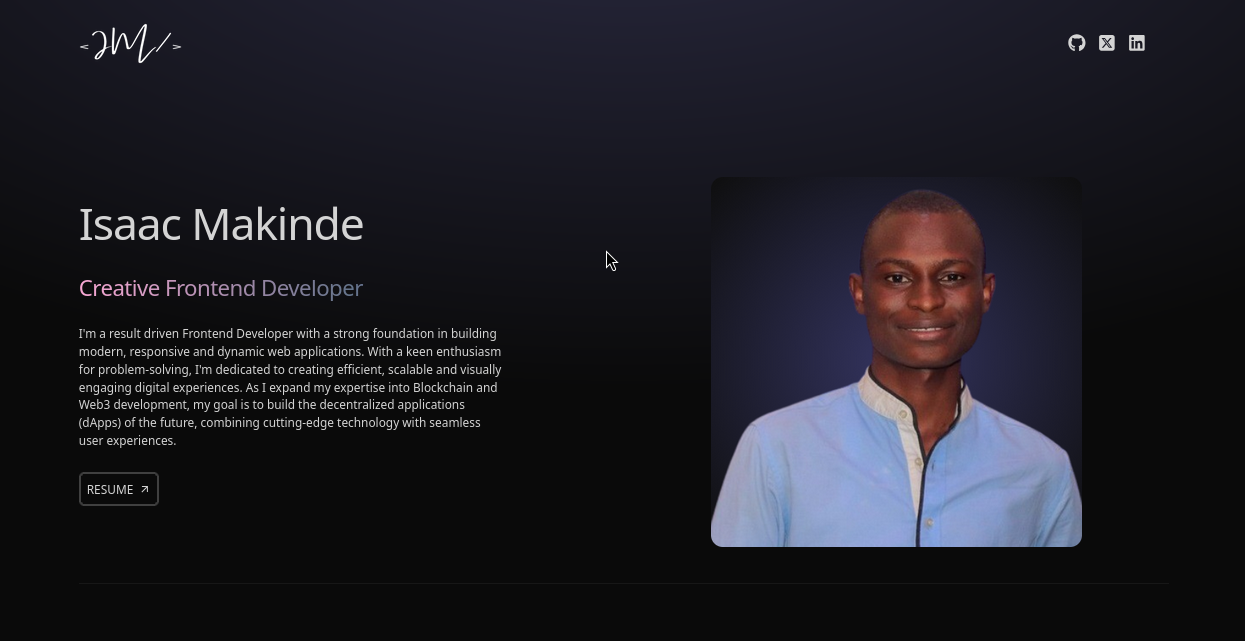 <JM/>
Isaac Makinde
Creative Frontend Developer
I'm a result driven Frontend Developer with a strong foundation in building
modern, responsive and dynamic web applications. With a keen enthusiasm
for problem-solving, I'm dedicated to creating efficient, scalable and visually
engaging digital experiences. As I expand my expertise into Blockchain and
Web3 development, my goal is to build the decentralized applications
(dApps) of the future, combining cutting-edge technology with seamless
user experiences.
RESUME